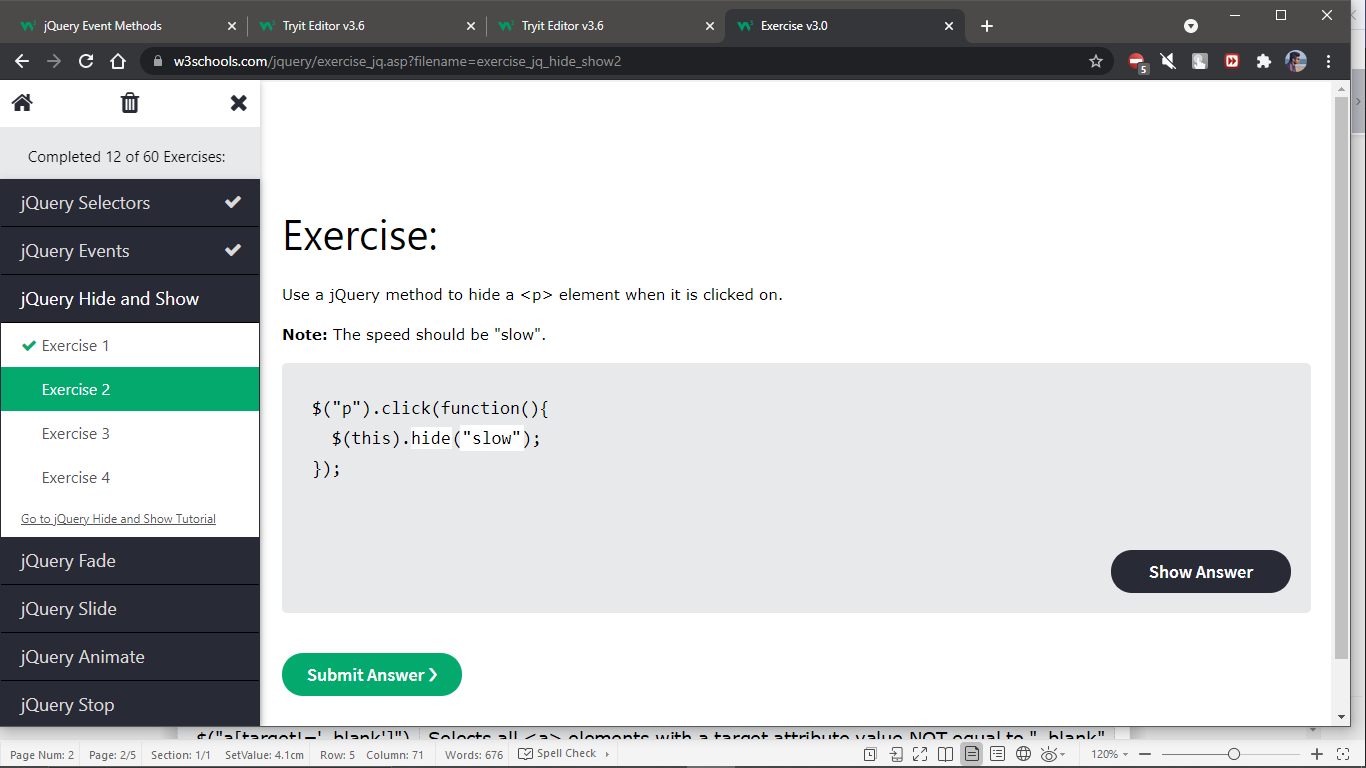 jQuery Event Methods
Tryit Editor v3.6
Tryit Editor v3.6
Exercise v3.0
w3schools.com/jquery/exercise_jq.asp?filename=exercise_jq_hide_show2
5
Completed 12 of 60 Exercises:
jQuery Selectors
jQuery Events
jQuery Hide and Show
Exercise 1
Exercise 2
Exercise 3
Exercise 4
Go to jQuery Hide and Show Tutorial
jQuery Fade
jQuery Slide
jQuery Animate
jQuery Stop
Exercise:
Use a jQuery method to hide a <p> element when it is clicked on.
Note: The speed should be "slow".
$("p").click(function(){
$(this).hide("slow");
});
Show Answer
Submit Answer ❯
$("a[target!='_blank']") Selects all <a> elements with a target attribute value NOT equal to "_blank"
Page Num: 2 Page: 2/5 Section: 1/1 SetValue: 4.1cm Row: 5 Column: 71 Words: 676 Spell Check 120%